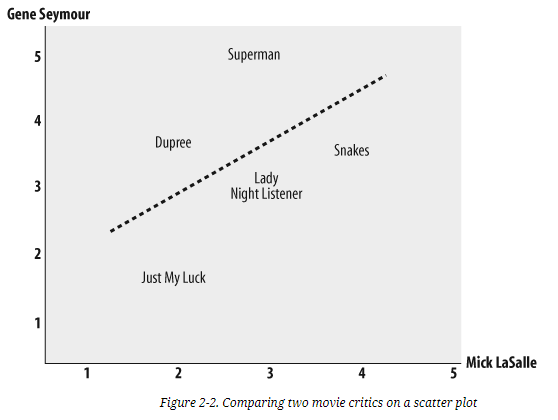 Gene Seymour
5
Superman
4
Dupree
Snakes
3
Lady
Night Listener
2
Just My Luck
1
Mick LaSalle
1 2 3 4 5
Figure 2-2. Comparing two movie critics on a scatter plot